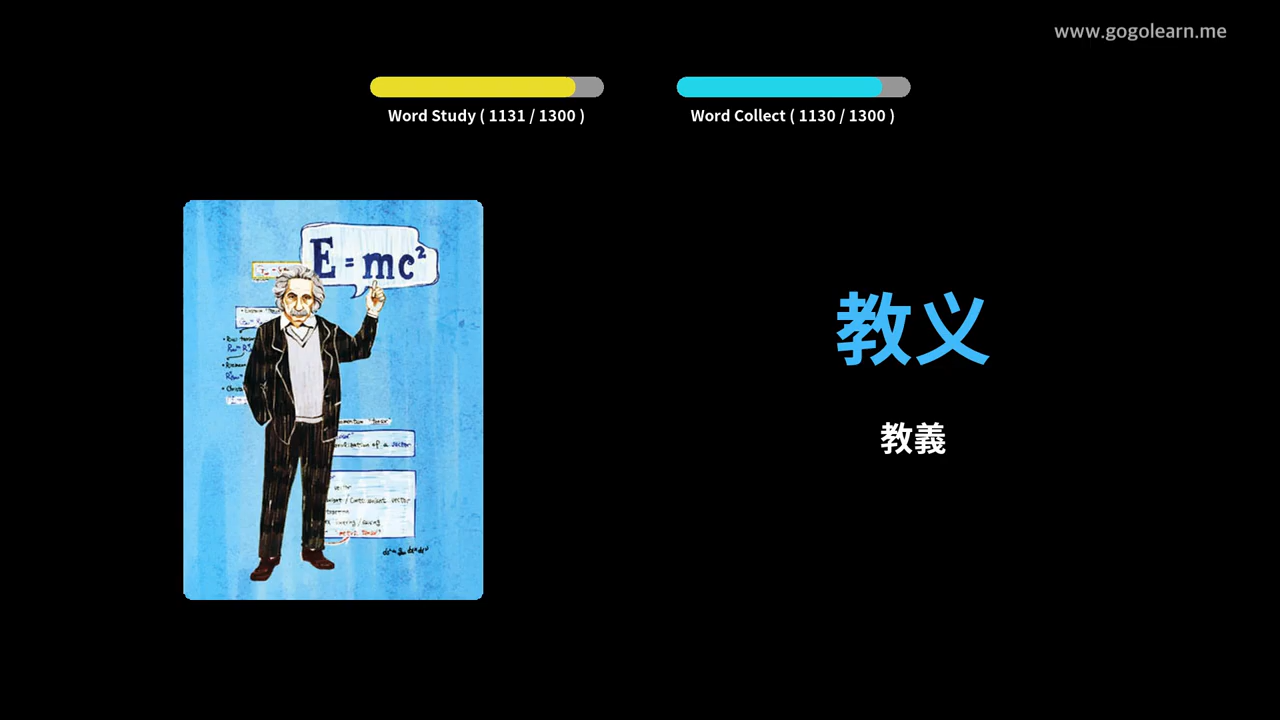 www.gogolearn.me
Word Study ( 1131 / 1300 )
Word Collect ( 1130 / 1300 )
E=mc²
教义
教義